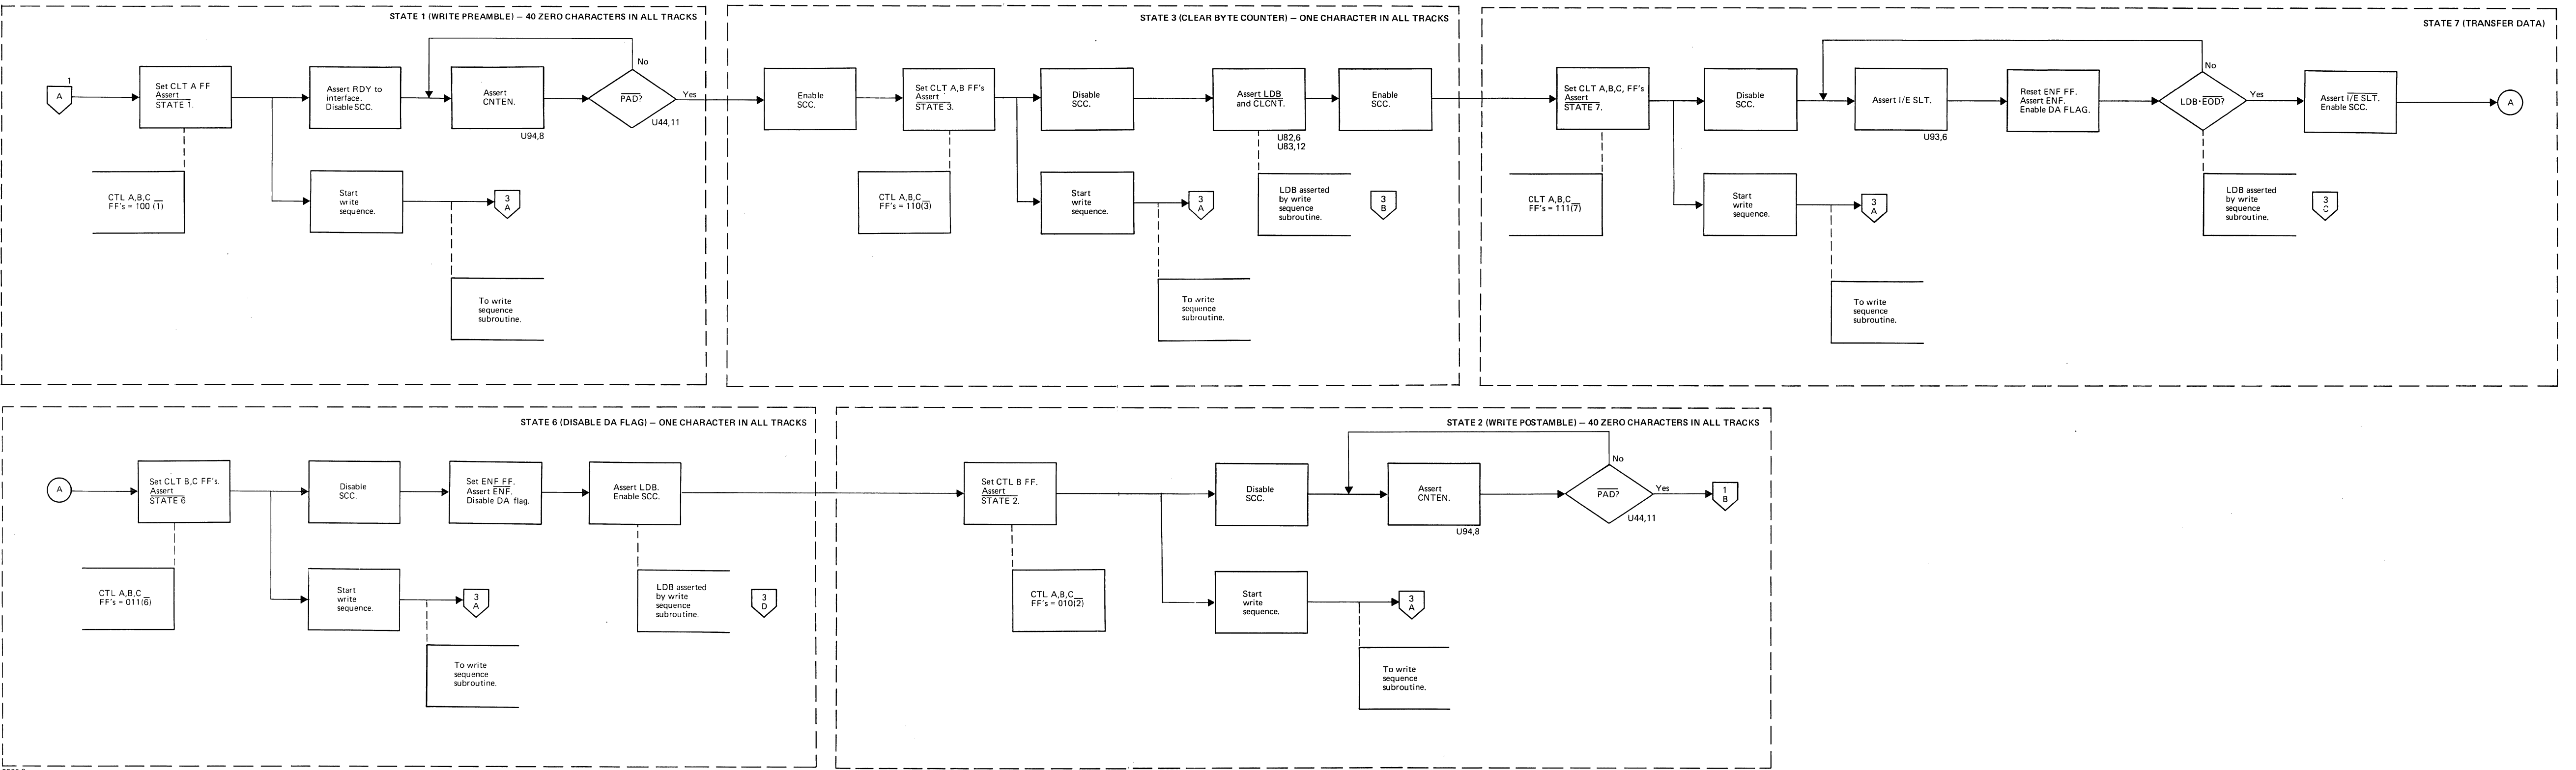 STATE 1 (WRITE PREAMBLE) – 40 ZERO CHARACTERS IN ALL TRACKS
1
A
Set CLT A FF
Assert
STATE 1.
Assert RDY to
interface.
Disable SCC.
Assert
CNTEN.
U94,8
PAD?
No
Yes
U44,11
CTL A,B,C
FF's = 100 (1)
Start
write
sequence.
3
A
To write
sequence
subroutine.
STATE 3 (CLEAR BYTE COUNTER) – ONE CHARACTER IN ALL TRACKS
Enable
SCC.
Set CLT A,B FF's
Assert
STATE 3.
Disable
SCC.
Assert LDB
and CLCNT.
U82,6
U83,12
Enable
SCC.
CTL A,B,C
FF's = 110(3)
Start
write
sequence.
3
A
LDB asserted
by write
sequence
subroutine.
3
B
To write
sequence
subroutine.
STATE 7 (TRANSFER DATA)
Set CLT A,B,C, FF's
Assert
STATE 7.
Disable
SCC.
Assert I/E SLT.
U93,6
Reset ENF FF.
Assert ENF.
Enable DA FLAG.
LDB·EOD?
No
Yes
Assert I/E SLT.
Enable SCC.
A
CLT A,B,C
FF's = 111(7)
Start
write
sequence.
3
A
LDB asserted
by write
sequence
subroutine.
3
C
To write
sequence
subroutine.
STATE 6 (DISABLE DA FLAG) – ONE CHARACTER IN ALL TRACKS
A
Set CLT B,C FF's.
Assert
STATE 6.
Disable
SCC.
Set ENF FF.
Assert ENF.
Disable DA flag.
Assert LDB.
Enable SCC.
CTL A,B,C
FF's = 011(6)
Start
write
sequence.
3
A
LDB asserted
by write
sequence
subroutine.
3
D
To write
sequence
subroutine.
STATE 2 (WRITE POSTAMBLE) – 40 ZERO CHARACTERS IN ALL TRACKS
Set CTL B FF.
Assert
STATE 2.
Disable
SCC.
Assert
CNTEN.
U94,8
PAD?
No
Yes
U44,11
1
B
CTL A,B,C
FF's = 010(2)
Start
write
sequence.
3
A
To write
sequence
subroutine.